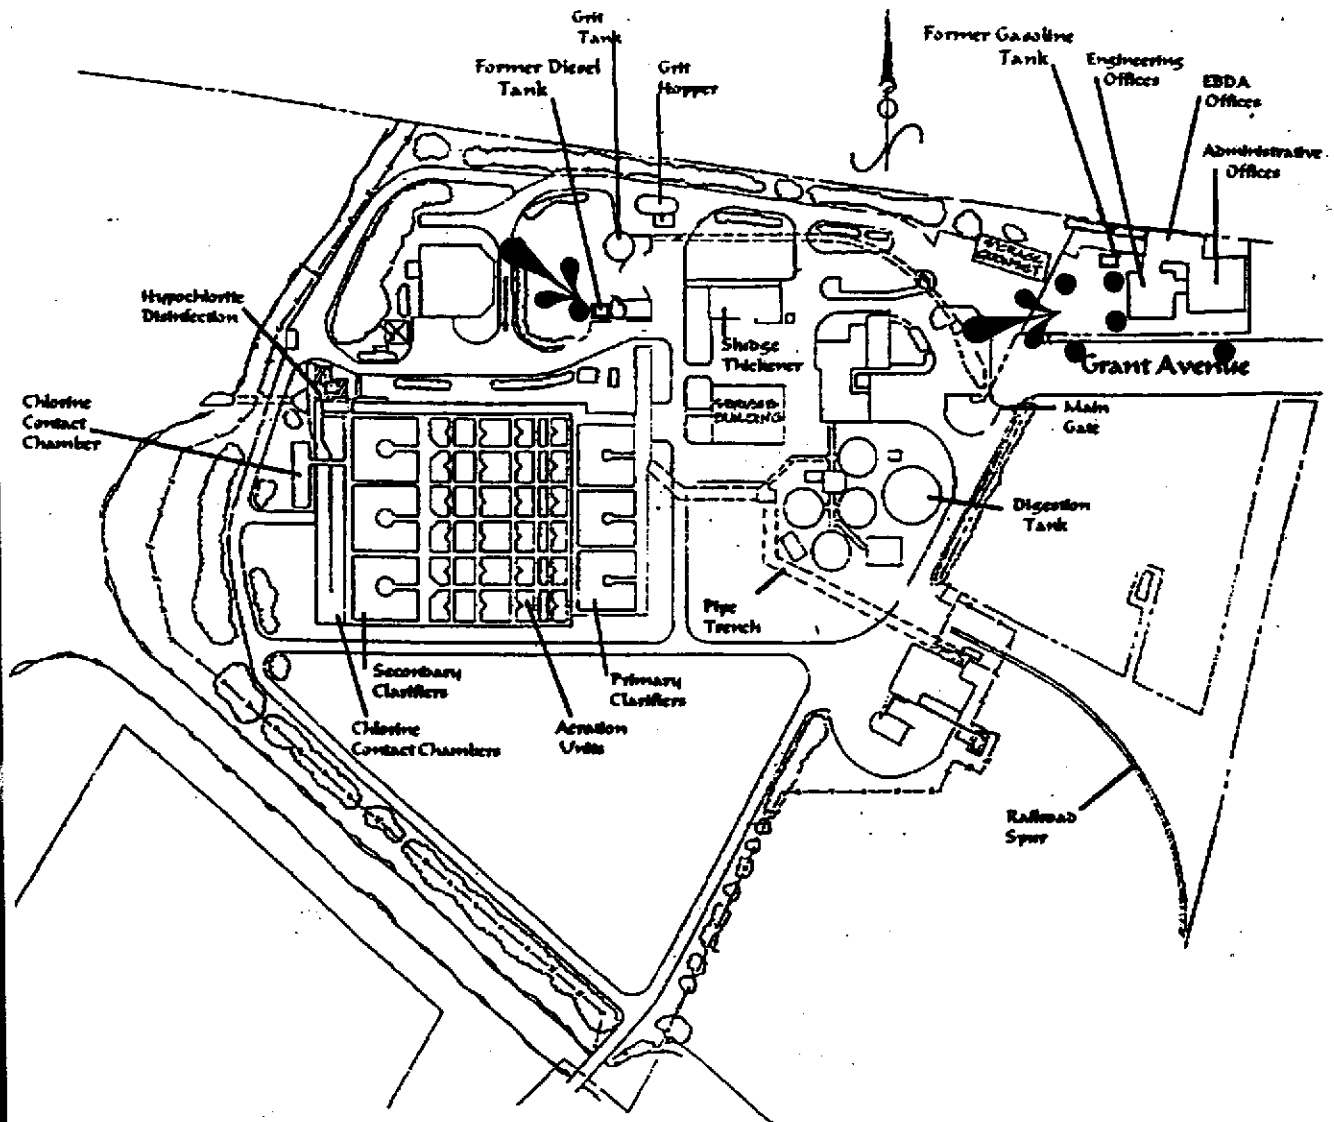 Grit
Tank
Former Diesel
Tank
Grit
Hopper
Former Gasoline
Tank
Engineering
Offices
EBDA
Offices
Administrative
Offices
Hypochlorite
Disinfection
Sludge
Thickener
Grant Avenue
Chlorine
Contact
Chamber
BUILDING
Main
Gate
Digestion
Tank
Pipe
Trench
Secondary
Clarifiers
Primary
Clarifiers
Chlorine
Contact Chambers
Aeration
Units
Railroad
Spur